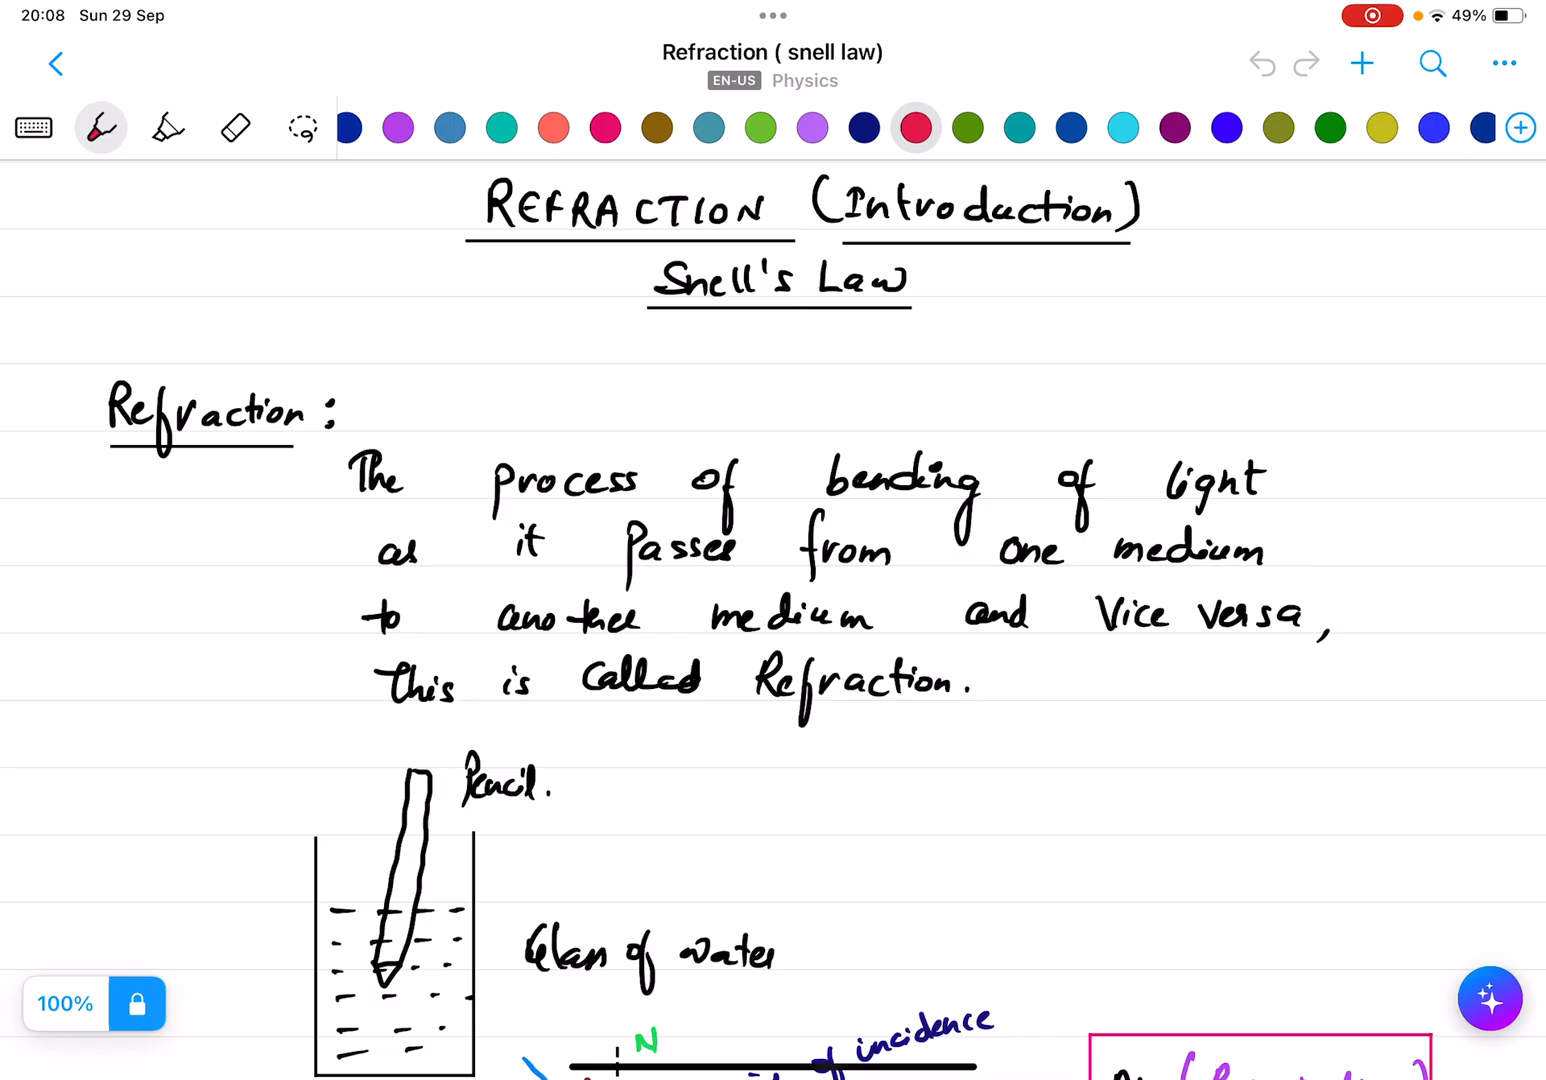 20:08 Sun 29 Sep
49%
Refraction ( snell law)
EN-US Physics
REFRACTION (Introduction)
Snell's Law
Refraction :
The process of bending of light
as it passes from one medium
to another medium and Vice versa,
This is called Refraction.
Pencil.
Glass of water
100%
N
of incidence